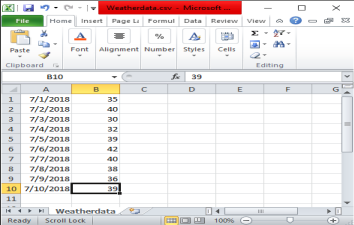 Weatherdata.csv - Microsoft...
File Home Insert Page La Formulas Data Review View
Paste Font Alignment Number Styles Cells
Clipboard Editing
B10 fx 39
A B C D E F G
1 7/1/2018 35
2 7/2/2018 40
3 7/3/2018 30
4 7/4/2018 32
5 7/5/2018 39
6 7/6/2018 42
7 7/7/2018 40
8 7/8/2018 38
9 7/9/2018 36
10 7/10/2018 39
11
Weatherdata
Ready Scroll Lock 100%